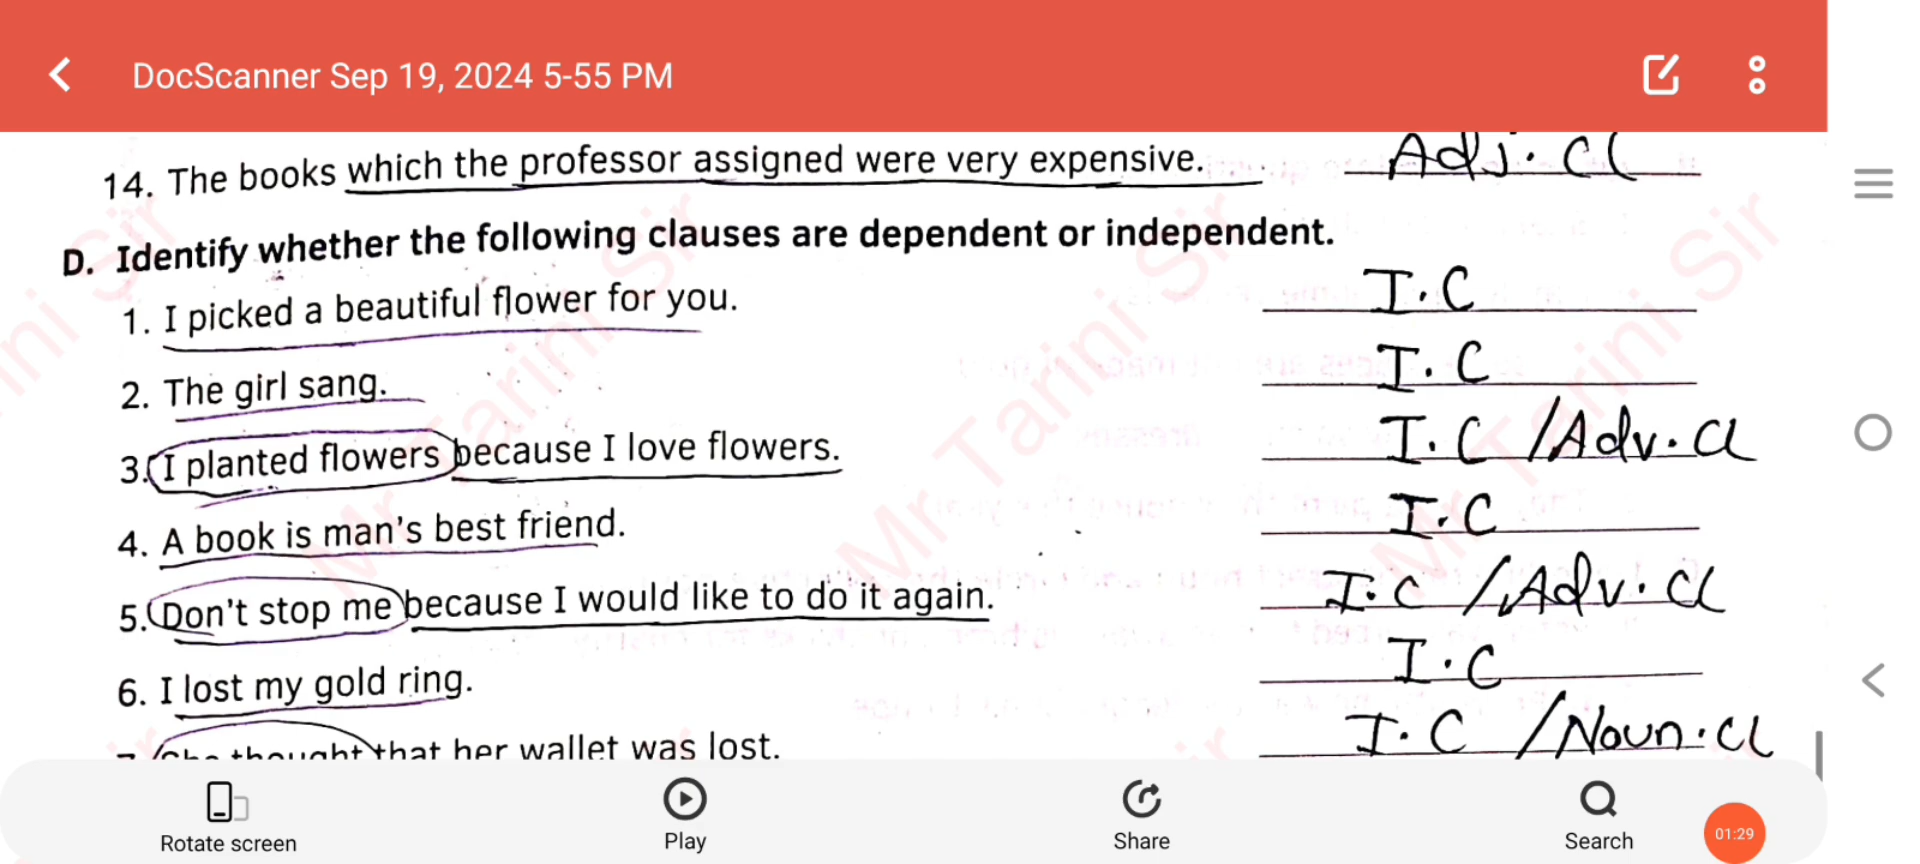 DocScanner Sep 19, 2024 5-55 PM
14. The books which the professor assigned were very expensive. Adj. Cl
D. Identify whether the following clauses are dependent or independent.
1. I picked a beautiful flower for you. I.C
2. The girl sang. I.C
3. I planted flowers because I love flowers. I.C /Adv.Cl
4. A book is man's best friend. I.C
5. Don't stop me because I would like to do it again. I.C /Adv.Cl
6. I lost my gold ring. I.C
thought that her wallet was lost. I.C /Noun.Cl
Mr Tarini Sir
Rotate screen
Play
Share
Search
01:29